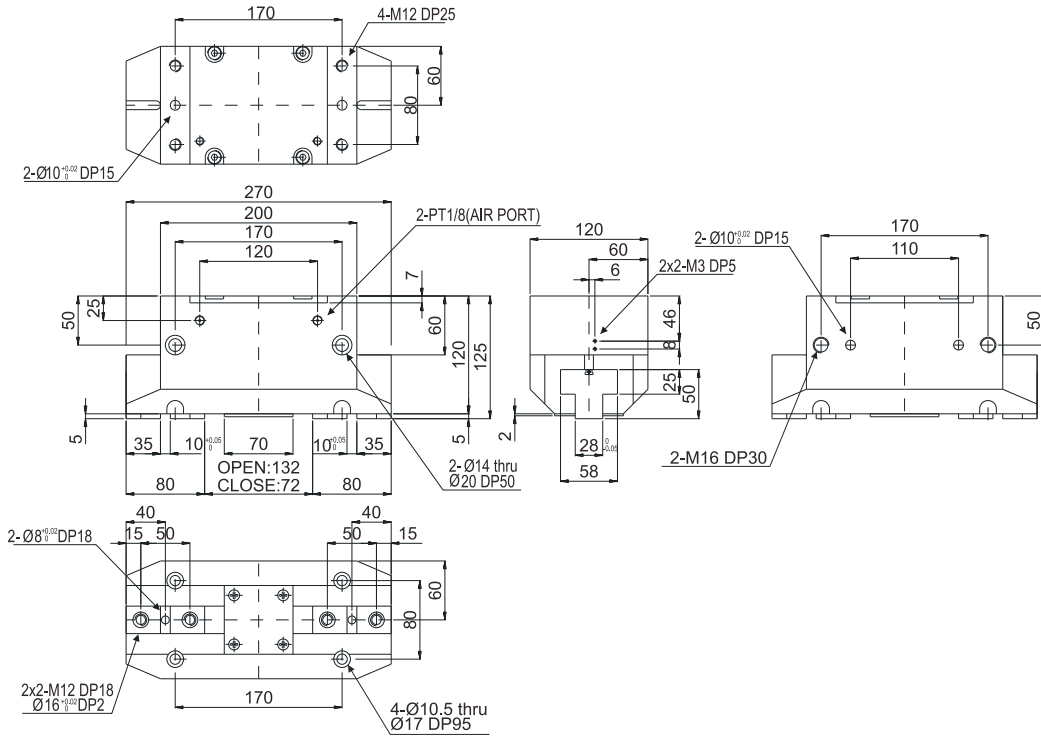 170
4-M12 DP25
60
80
2-Ø10 +0.02 0 DP15
270
200
170
120
2-PT1/8(AIR PORT)
7
50
25
60
120
125
5
5
35
10 +0.05 0
70
10 +0.05 0
35
OPEN:132
CLOSE:72
80
80
2- Ø14 thru
Ø20 DP50
120
60
6
2x2-M3 DP5
46
8
25
50
2
28 0 -0.05
58
170
2- Ø10 +0.02 0 DP15
110
50
2-M16 DP30
40
40
2- Ø8 +0.02 0 DP18
15
50
50
15
60
80
2x2-M12 DP18
Ø16 +0.02 0 DP2
170
4-Ø10.5 thru
Ø17 DP95